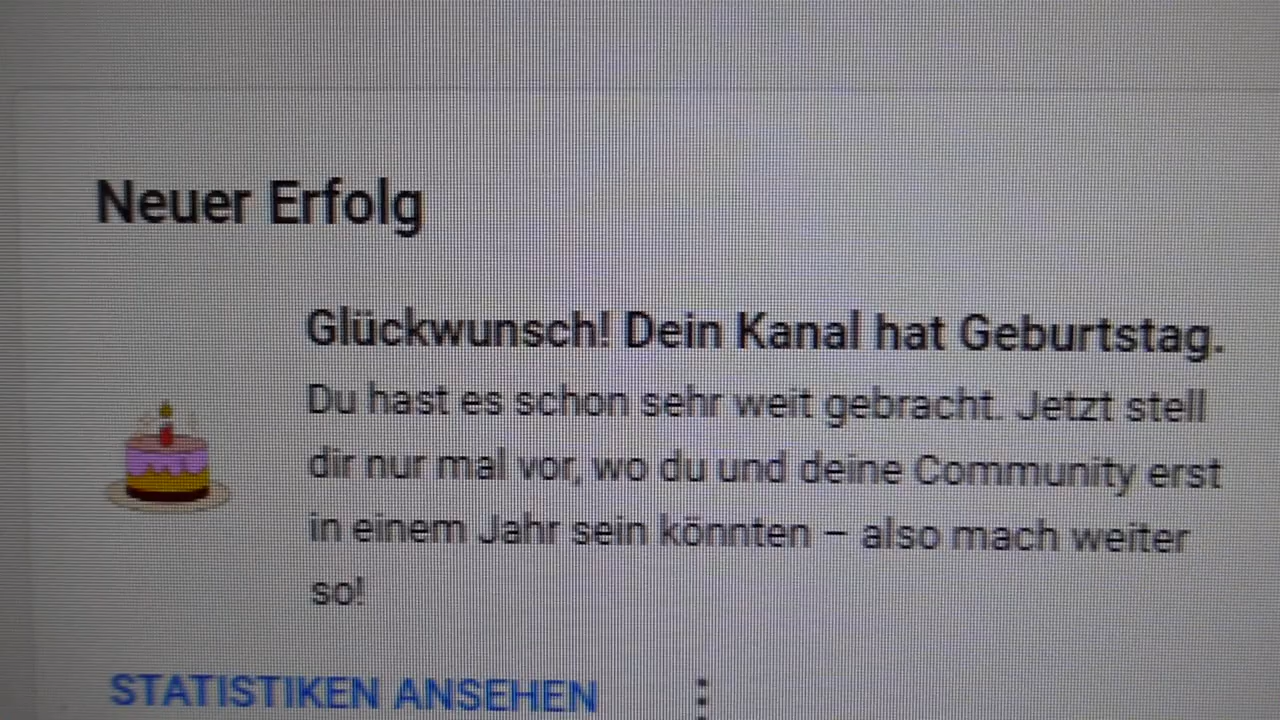 Neuer Erfolg
Glückwunsch! Dein Kanal hat Geburtstag.
Du hast es schon sehr weit gebracht. Jetzt stell
dir nur mal vor, wo du und deine Community erst
in einem Jahr sein könnten – also mach weiter
so!
STATISTIKEN ANSEHEN